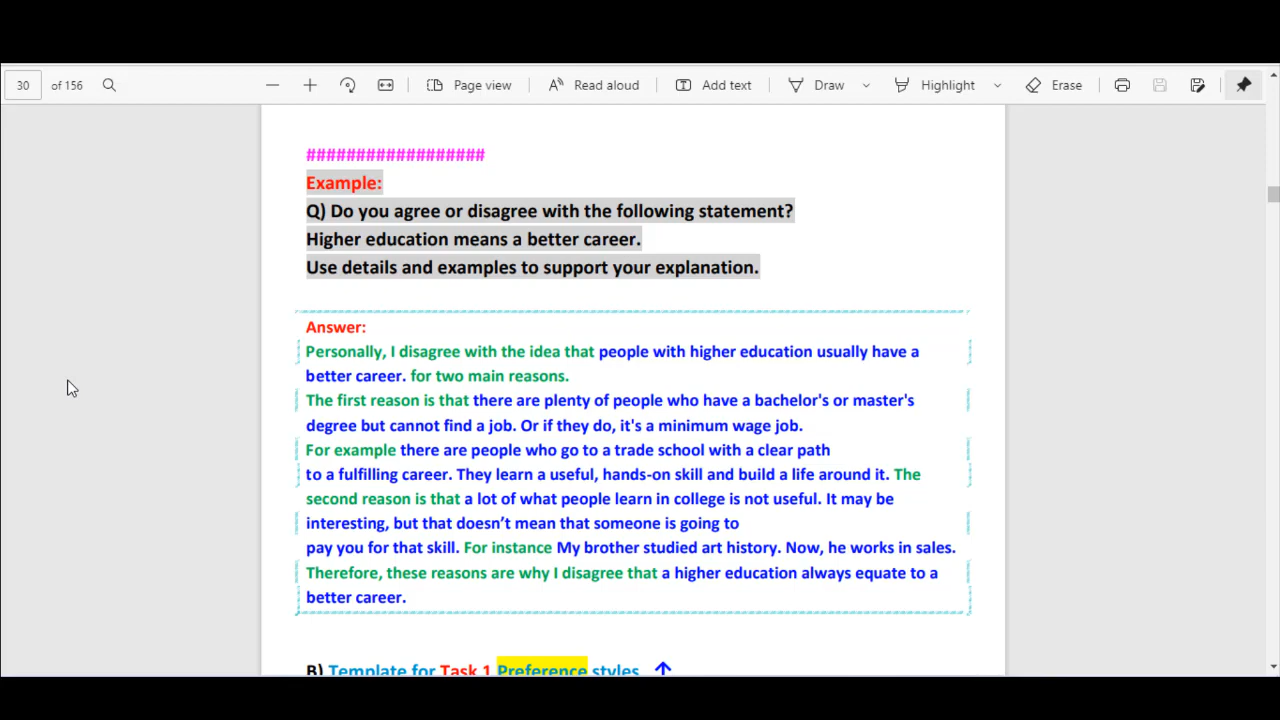 30 of 156 Page view Read aloud Add text Draw Highlight Erase
##################
Example:
Q) Do you agree or disagree with the following statement?
Higher education means a better career.
Use details and examples to support your explanation.
Answer:
Personally, I disagree with the idea that people with higher education usually have a
better career. for two main reasons.
The first reason is that there are plenty of people who have a bachelor's or master's
degree but cannot find a job. Or if they do, it's a minimum wage job.
For example there are people who go to a trade school with a clear path
to a fulfilling career. They learn a useful, hands-on skill and build a life around it. The
second reason is that a lot of what people learn in college is not useful. It may be
interesting, but that doesn’t mean that someone is going to
pay you for that skill. For instance My brother studied art history. Now, he works in sales.
Therefore, these reasons are why I disagree that a higher education always equate to a
better career.
B) Template for Task 1 Preference styles